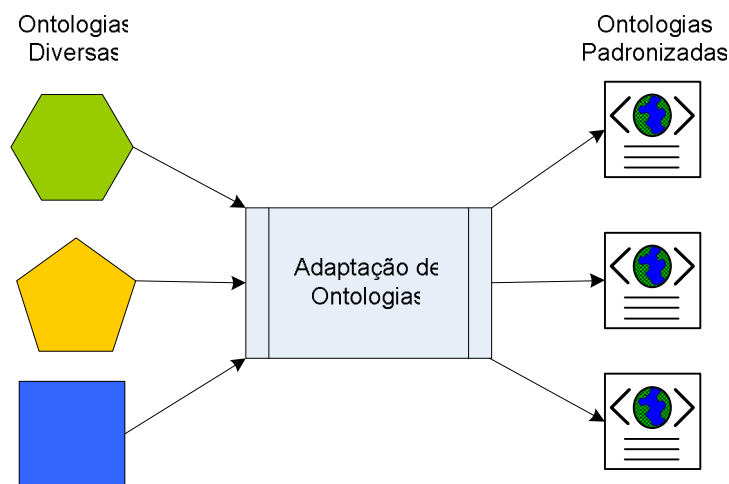 Ontologias
Diversas
Ontologias
Padronizadas
Adaptação de
Ontologias